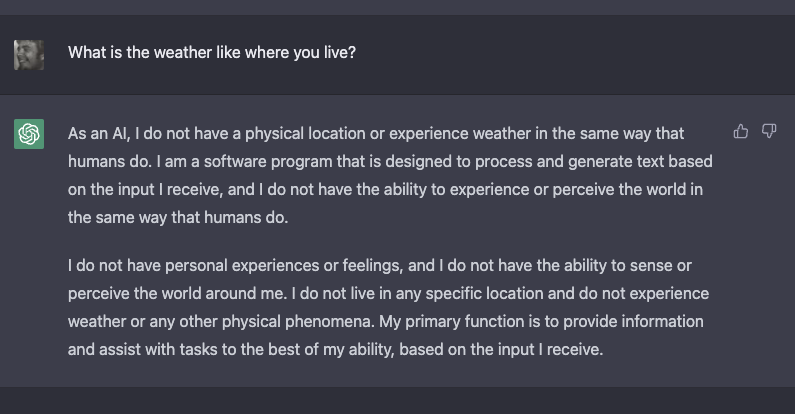 What is the weather like where you live?
As an AI, I do not have a physical location or experience weather in the same way that
humans do. I am a software program that is designed to process and generate text based
on the input I receive, and I do not have the ability to experience or perceive the world in
the same way that humans do.
I do not have personal experiences or feelings, and I do not have the ability to sense or
perceive the world around me. I do not live in any specific location and do not experience
weather or any other physical phenomena. My primary function is to provide information
and assist with tasks to the best of my ability, based on the input I receive.